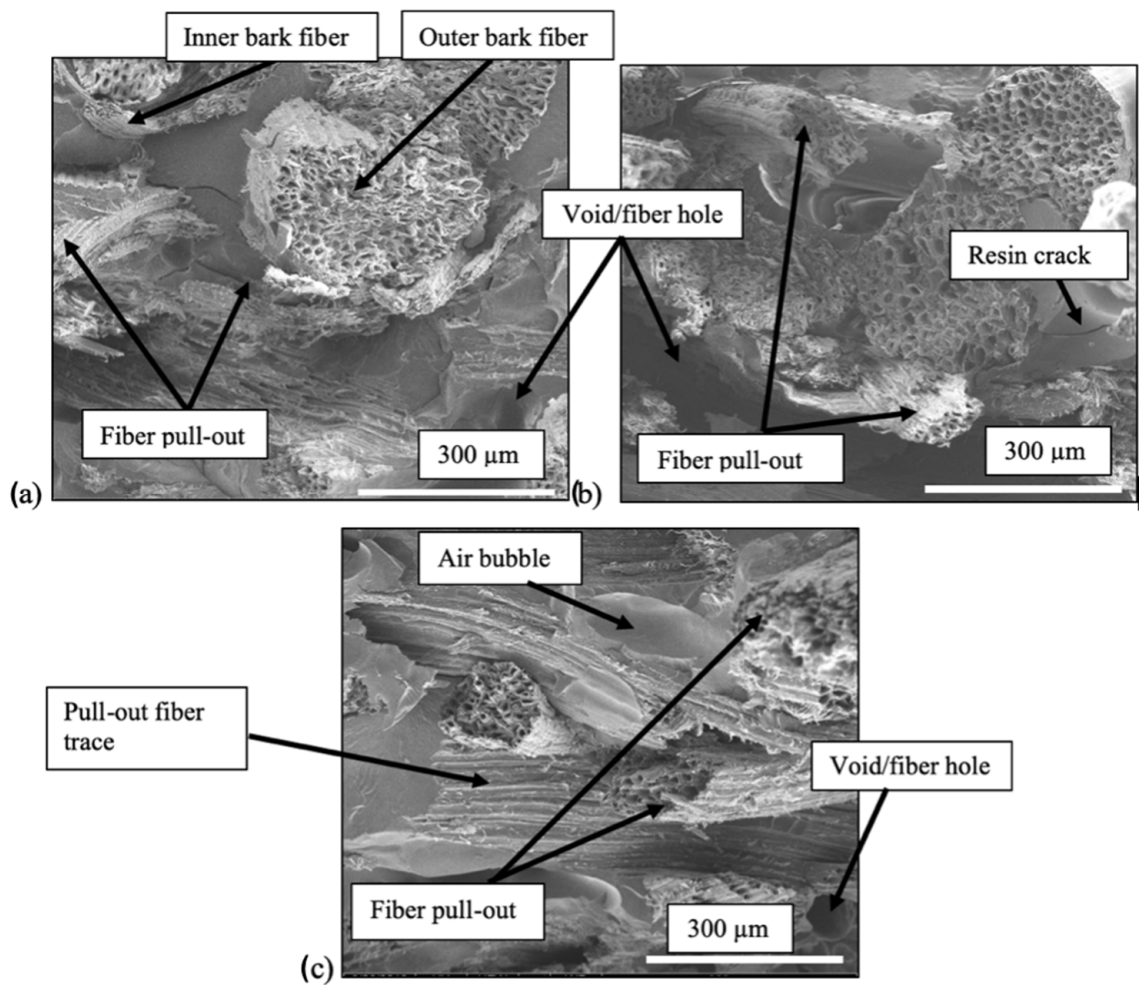 Inner bark fiber
Outer bark fiber
Void/fiber hole
Resin crack
Fiber pull-out
300 µm
Fiber pull-out
300 µm
(a)
(b)
Air bubble
Pull-out fiber
trace
Void/fiber hole
Fiber pull-out
300 µm
(c)